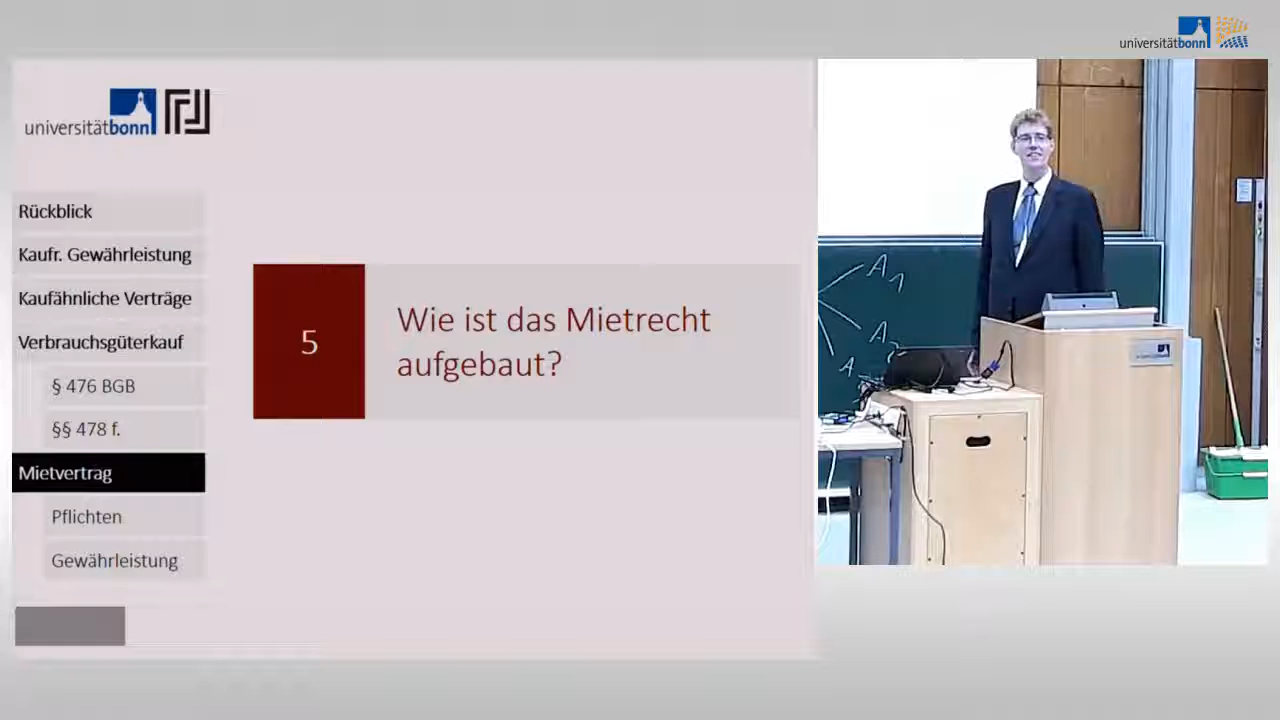 universitätbonn
universitätbonn
Rückblick
Kaufr. Gewährleistung
Kaufähnliche Verträge
Verbrauchsgüterkauf
§ 476 BGB
§§ 478 f.
Mietvertrag
Pflichten
Gewährleistung
5
Wie ist das Mietrecht
aufgebaut?
A1
A2
A